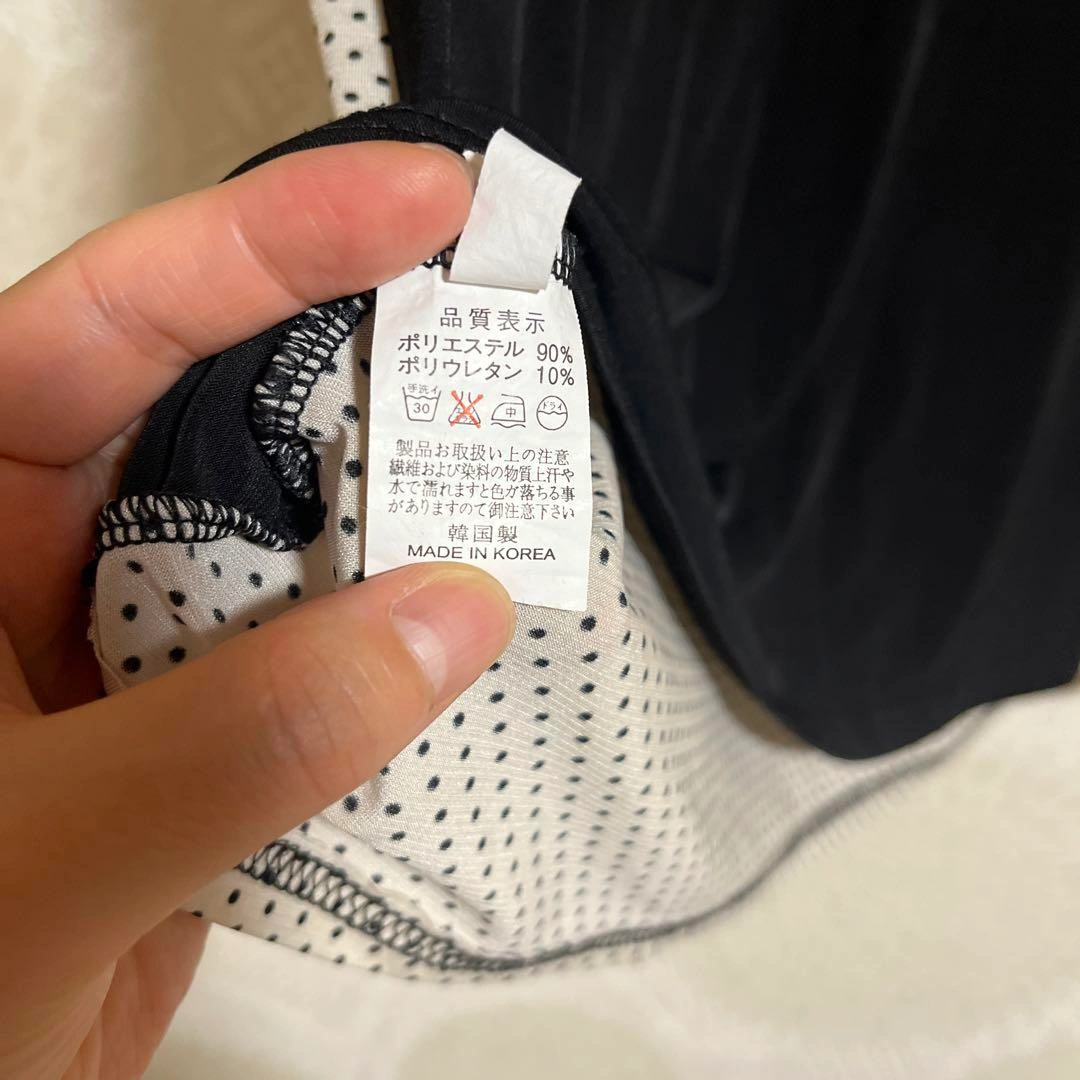 品質表示
ポリエステル 90%
ポリウレタン 10%
手洗イ 30 中 ドライ
製品お取扱い上の注意
繊維および染料の物質上汗や
水で濡れますと色が落ちる事
がありますので御注意下さい
韓国製
MADE IN KOREA